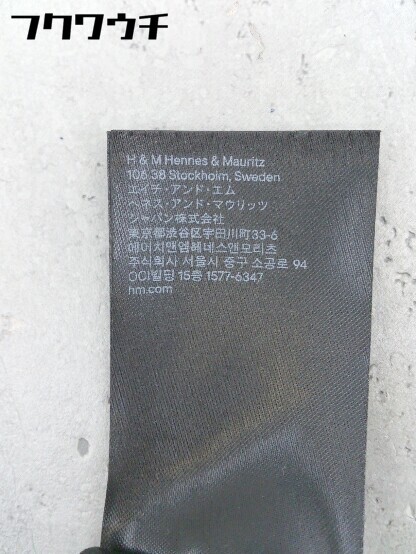 フクワウチ
H & M Hennes & Mauritz
106 38 Stockholm, Sweden
エイチ・アンド・エム
ヘネス・アンド・マウリッツ
ジャパン株式会社
東京都渋谷区宇田川町33-6
에이치앤엠헤네스앤모리츠
주식회사 서울시 중구 소공로 94
OCI빌딩 15층 1577-6347
hm.com